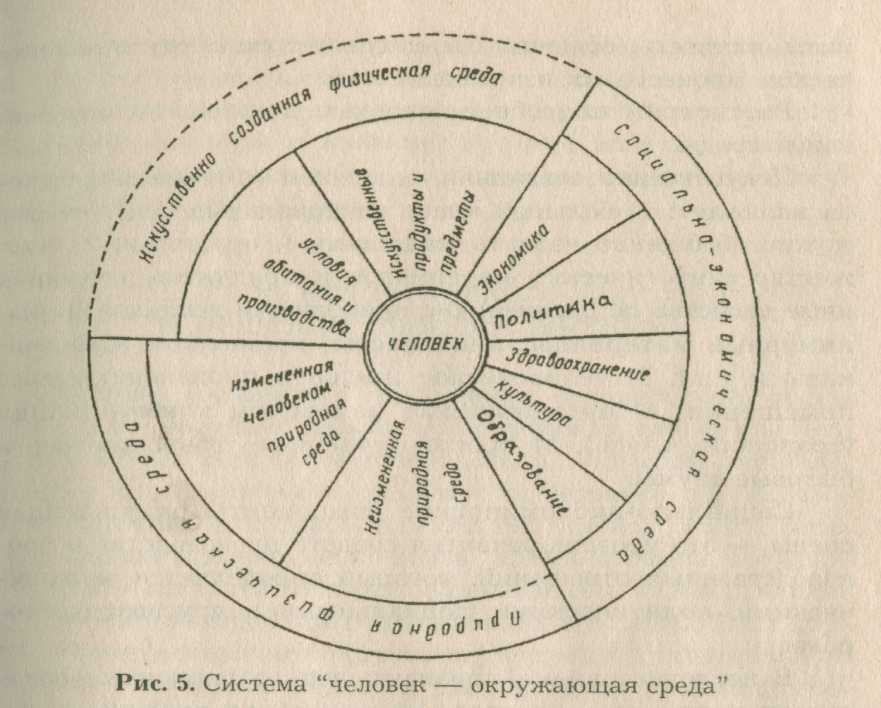 Искусственно созданная физическая среда
Социально-экономическая среда
природная физическая среда
Искусственные
продукты и
предметы
Экономика
Политика
Здравоохранение
Культура
Образование
Неизмененная
природная
среда
Измененная
человеком
природная
среда
Условия
обитания и
производства
ЧЕЛОВЕК
Рис. 5. Система “человек — окружающая среда”